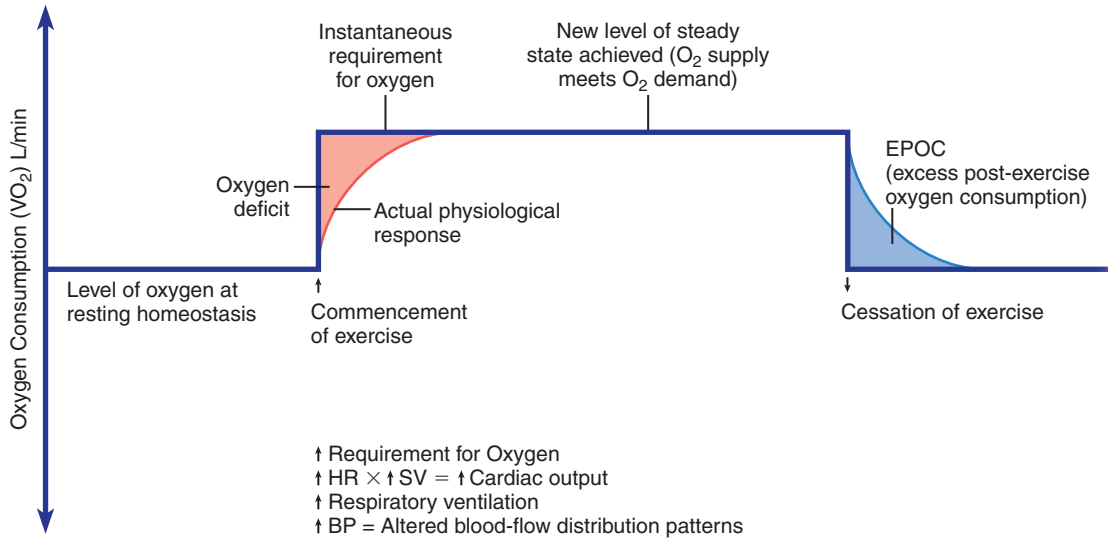 Oxygen Consumption (VO₂) L/min
Instantaneous
requirement
for oxygen
New level of steady
state achieved (O₂ supply
meets O₂ demand)
Oxygen
deficit
Actual physiological
response
EPOC
(excess post-exercise
oxygen consumption)
Level of oxygen at
resting homeostasis
↑
Commencement
of exercise
↓
Cessation of exercise
↑ Requirement for Oxygen
↑ HR × ↑ SV = ↑ Cardiac output
↑ Respiratory ventilation
↑ BP = Altered blood-flow distribution patterns